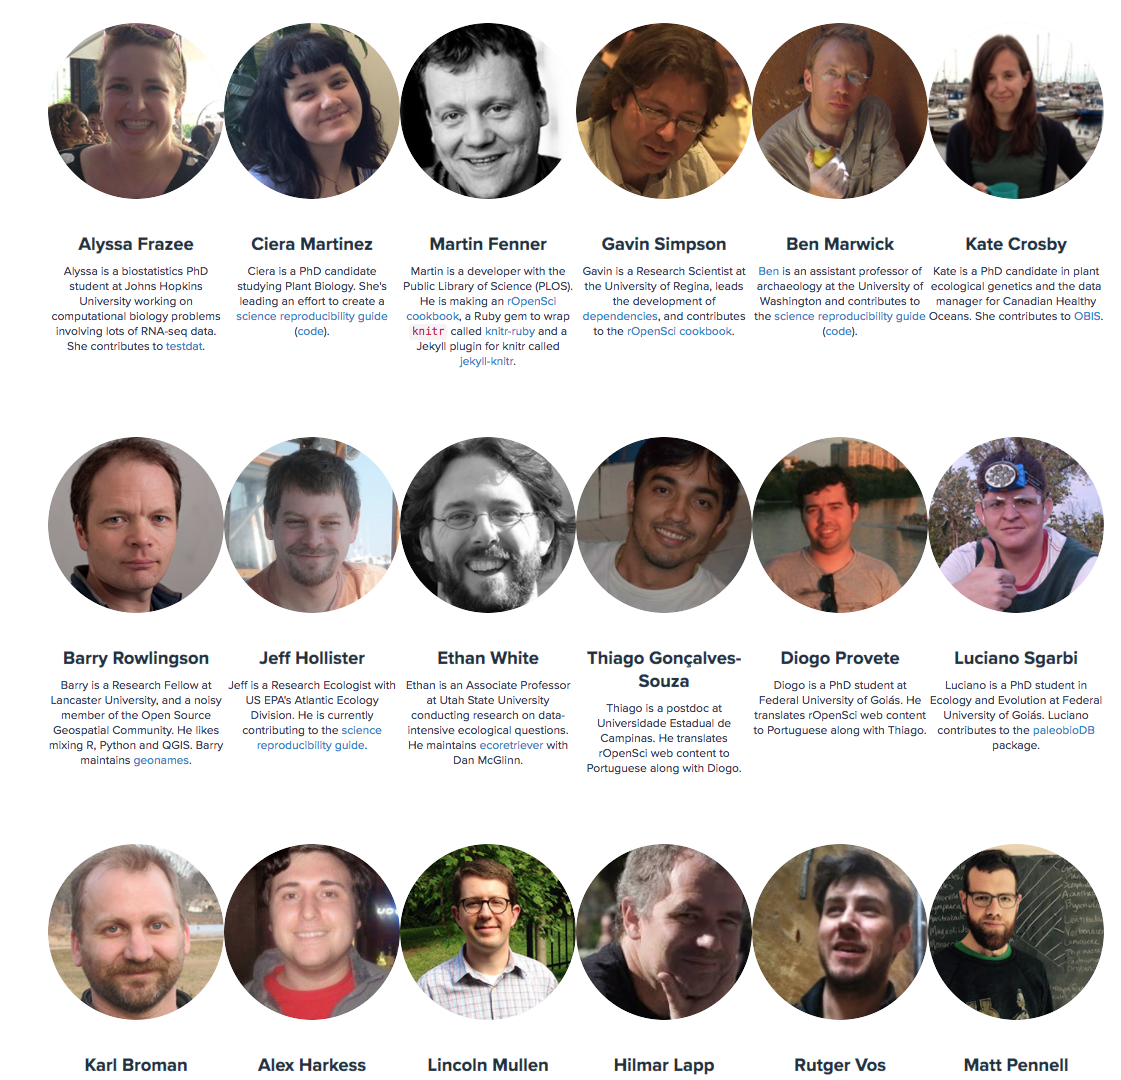 Alyssa Frazee
Alyssa is a biostatistics PhD
student at Johns Hopkins
University working on
computational biology problems
involving lots of RNA-seq data.
She contributes to testdat.
Ciera Martinez
Ciera is a PhD candidate
studying Plant Biology. She's
leading an effort to create a
science reproducibility guide
(code).
Martin Fenner
Martin is a developer with the
Public Library of Science (PLOS).
He is making an rOpenSci
cookbook, a Ruby gem to wrap
knitr called knitr-ruby and a
Jekyll plugin for knitr called
jekyll-knitr.
Gavin Simpson
Gavin is a Research Scientist at
the University of Regina, leads
the development of
dependencies, and contributes
to the rOpenSci cookbook.
Ben Marwick
Ben is an assistant professor of
archaeology at the University of
Washington and contributes to
the science reproducibility guide
(code).
Kate Crosby
Kate is a PhD candidate in plant
ecological genetics and the data
manager for Canadian Healthy
Oceans. She contributes to OBIS.
Barry Rowlingson
Barry is a Research Fellow at
Lancaster University, and a noisy
member of the Open Source
Geospatial Community. He likes
mixing R, Python and QGIS. Barry
maintains geonames.
Jeff Hollister
Jeff is a Research Ecologist with
US EPA's Atlantic Ecology
Division. He is currently
contributing to the science
reproducibility guide.
Ethan White
Ethan is an Associate Professor
at Utah State University
conducting research on data-
intensive ecological questions.
He maintains ecoretriever with
Dan McGlinn.
Thiago Gonçalves-
Souza
Thiago is a postdoc at
Universidade Estadual de
Campinas. He translates
rOpenSci web content to
Portuguese along with Diogo.
Diogo Provete
Diogo is a PhD student at
Federal University of Goiás. He
translates rOpenSci web content
to Portuguese along with Thiago.
Luciano Sgarbi
Luciano is a PhD student in
Ecology and Evolution at Federal
University of Goiás. Luciano
contributes to the paleobioDB
package.
Karl Broman
Alex Harkess
Lincoln Mullen
Hilmar Lapp
Rutger Vos
Matt Pennell